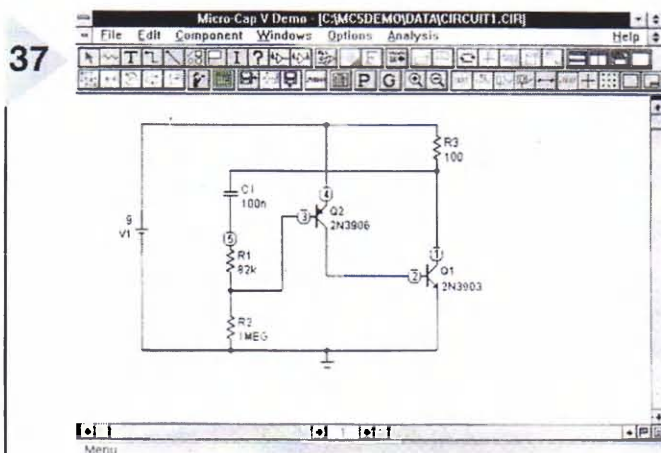 37
Micro-Cap V Demo - [C:\MC5DEMO\DATA\CIRCUIT1.CIR]
File Edit Component Windows Options Analysis Help
T I ?
P G
R3
100
C1
100n
4
Q2
2N3906
3
9
V1
5
R1
82k
1
Q1
2N3903
2
R2
1MEG
1
Menu